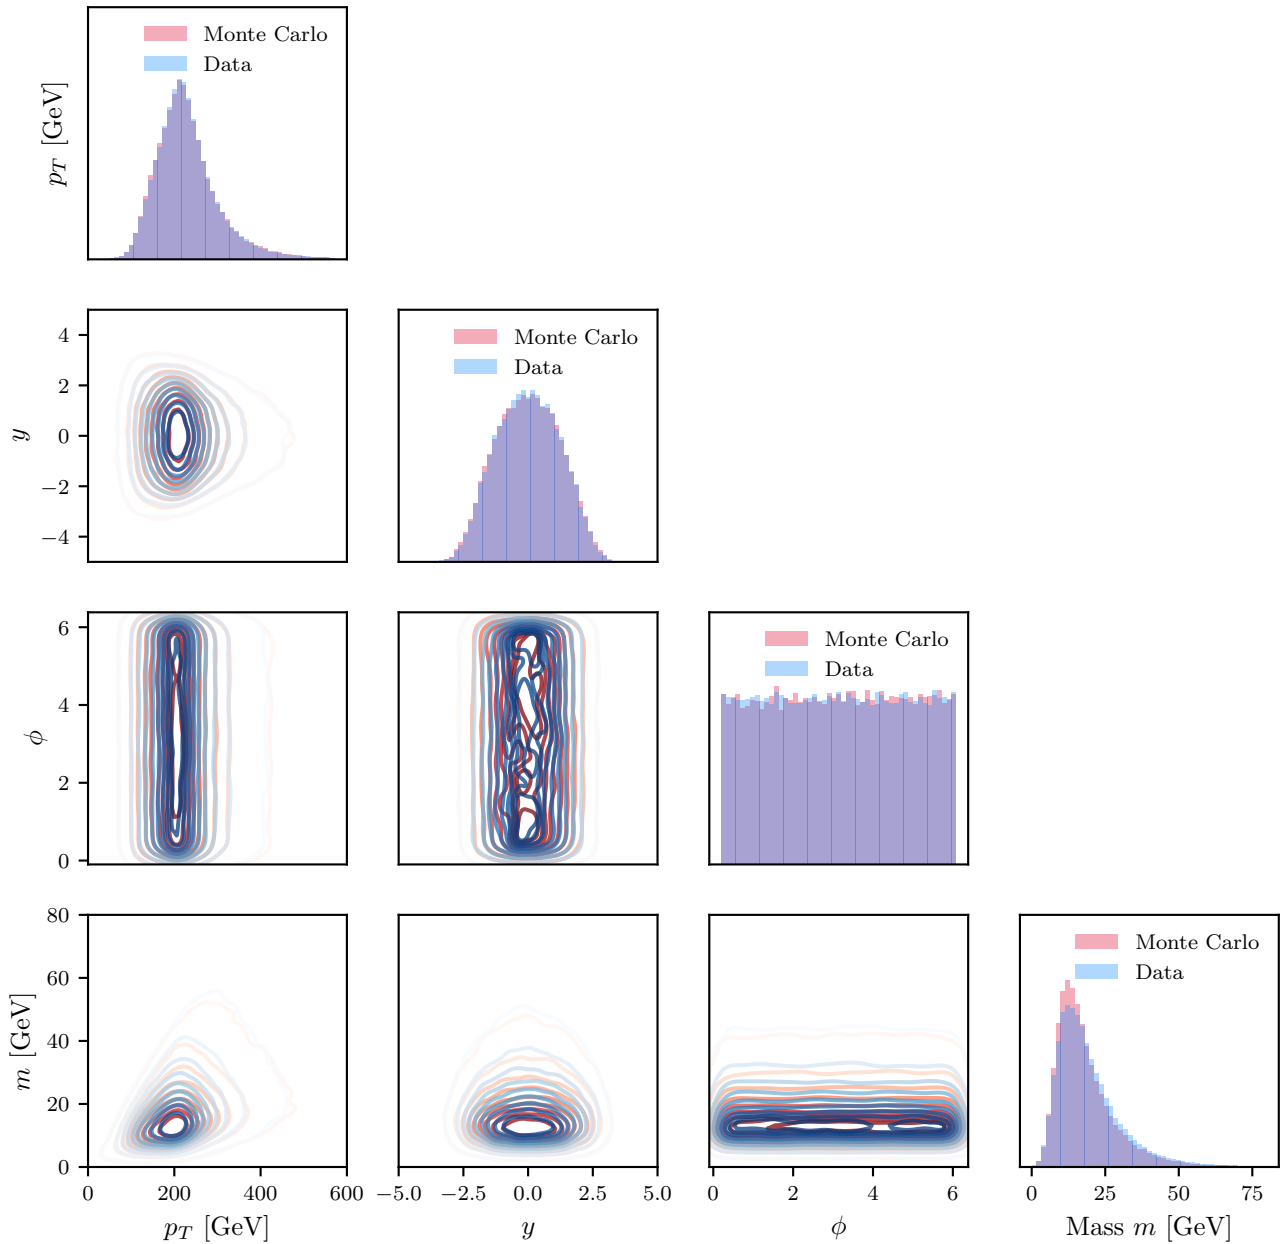 p_T [GeV]
Monte Carlo
Data
y
4
2
0
−2
−4
Monte Carlo
Data
ϕ
6
4
2
0
Monte Carlo
Data
m [GeV]
80
60
40
20
0
Monte Carlo
Data
0 200 400 600
−5.0 −2.5 0.0 2.5 5.0
0 2 4 6
0 25 50 75
p_T [GeV]
y
ϕ
Mass m [GeV]